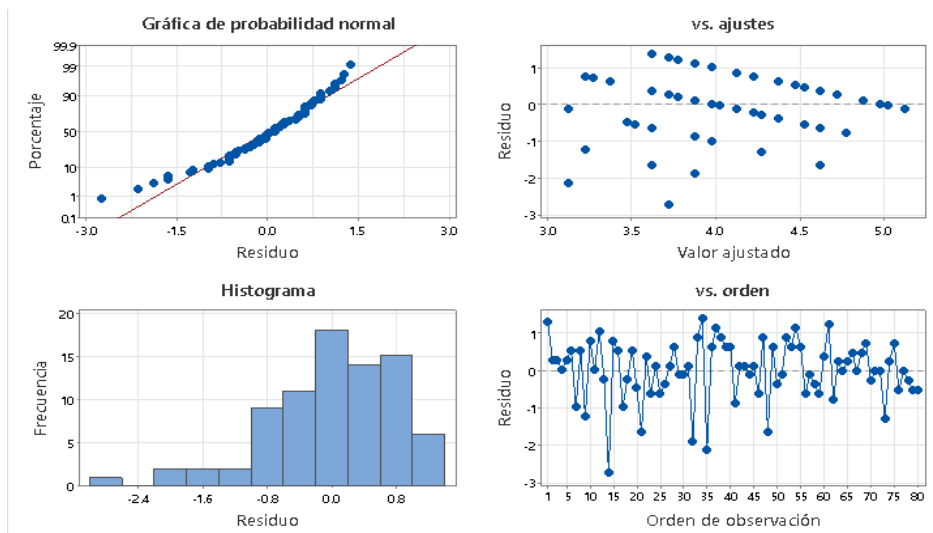 Gráfica de probabilidad normal
99.9
99
90
50
10
1
0.1
Porcentaje
-3.0 -1.5 0.0 1.5 3.0
Residuo
vs. ajustes
1
0
-1
-2
-3
Residuo
3.0 3.5 4.0 4.5 5.0
Valor ajustado
Histograma
20
15
10
5
0
Frecuencia
-2.4 -1.6 -0.8 0.0 0.8
Residuo
vs. orden
1
0
-1
-2
-3
Residuo
1 5 10 15 20 25 30 35 40 45 50 55 60 65 70 75 80
Orden de observación